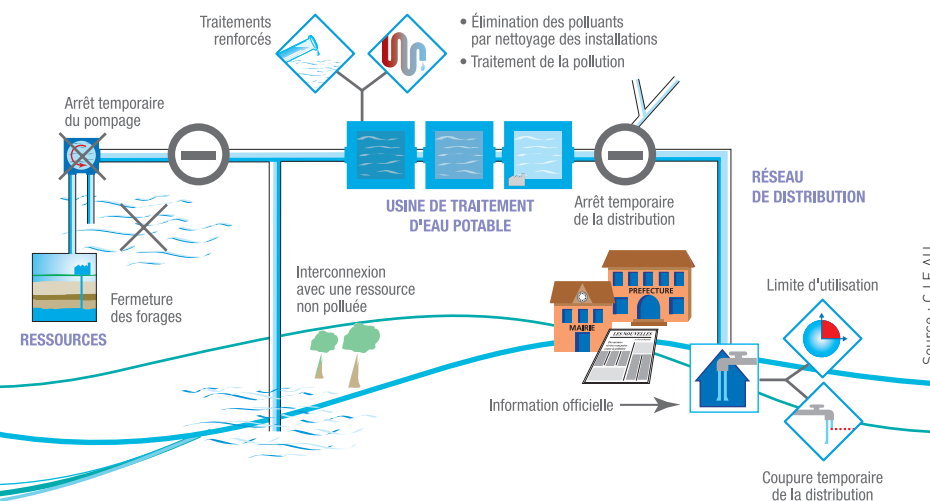 Traitements
renforcés
• Élimination des polluants
par nettoyage des installations
• Traitement de la pollution
Arrêt temporaire
du pompage
USINE DE TRAITEMENT
D'EAU POTABLE
Arrêt temporaire
de la distribution
RÉSEAU
DE DISTRIBUTION
Fermeture
des forages
RESSOURCES
Interconnexion
avec une ressource
non polluée
PREFECTURE
MAIRIE
LES NOUVELLES
Limite d'utilisation
Information officielle
Coupure temporaire
de la distribution
Source : C.I.EAU